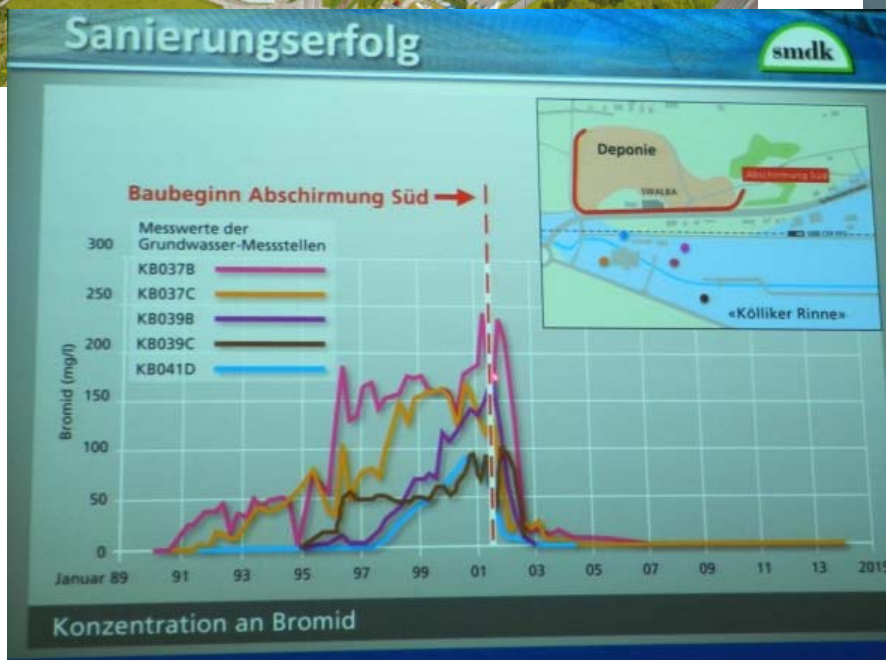 Sanierungserfolg
smdk
Deponie
SWALBA
Abschirmung Süd
«Kölliker Rinne»
Baubeginn Abschirmung Süd
Messwerte der
Grundwasser-Messstellen
KB037B
KB037C
KB039B
KB039C
KB041D
Bromid (mg/l)
300
250
200
150
100
50
0
Januar 89 91 93 95 97 99 01 03 05 07 09 11 13 2015
Konzentration an Bromid